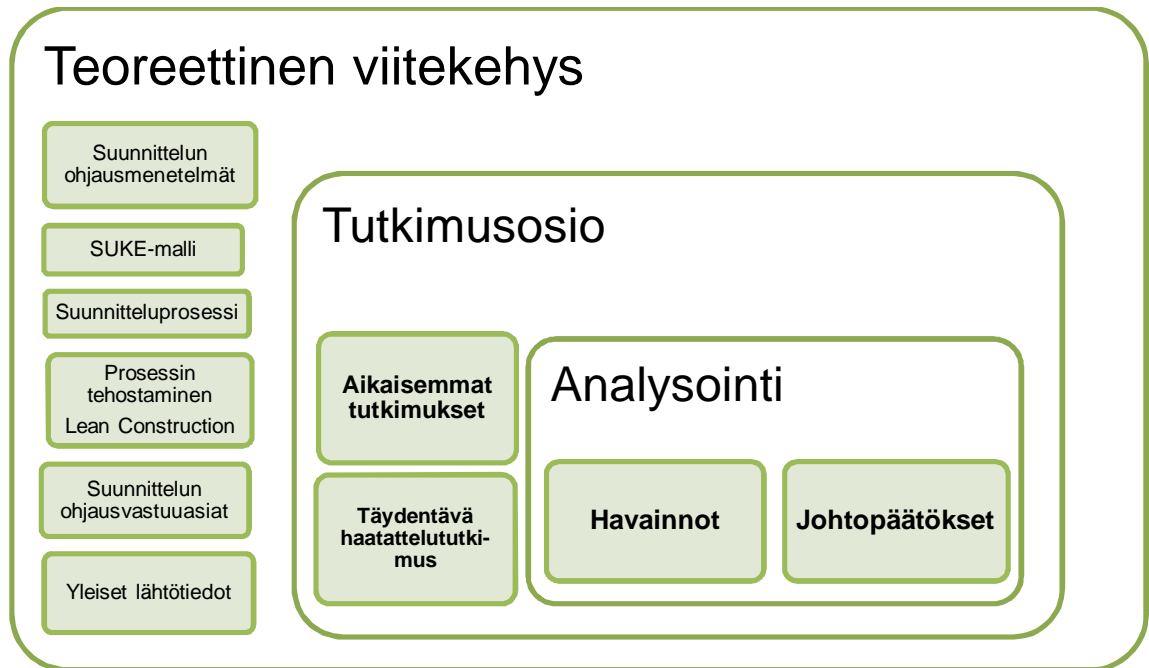 Teoreettinen viitekehys
Suunnittelun
ohjausmenetelmät
SUKE-malli
Suunnitteluprosessi
Prosessin
tehostaminen
Lean Construction
Suunnittelun
ohjausvastuuasiat
Yleiset lähtötiedot
Tutkimusosio
Aikaisemmat
tutkimukset
Täydentävä
haatattelututki-
mus
Analysointi
Havainnot
Johtopäätökset